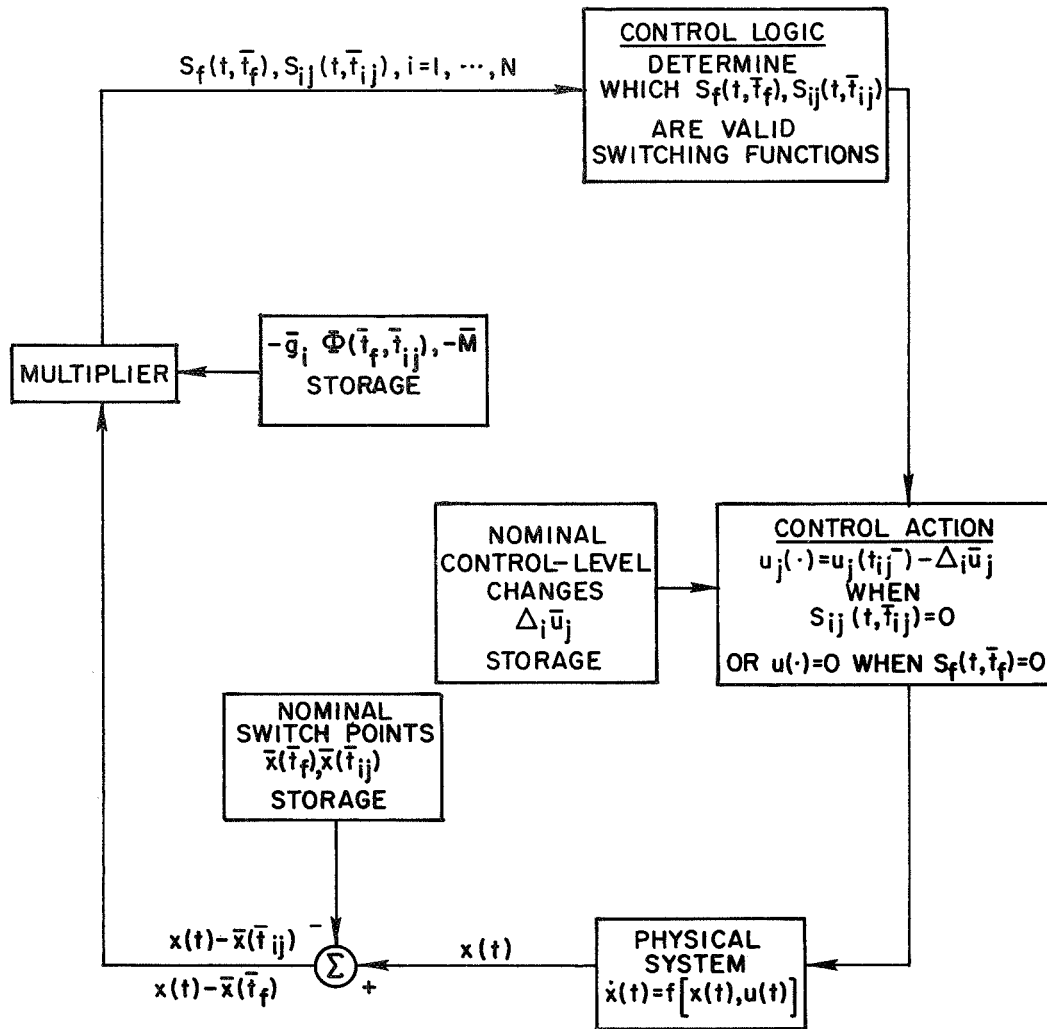 S_f(t,t̄_f), S_ij(t,t̄_ij), i=1, ⋯, N
CONTROL LOGIC
DETERMINE
WHICH S_f(t,t̄_f), S_ij(t,t̄_ij)
ARE VALID
SWITCHING FUNCTIONS
MULTIPLIER
-ḡ_i Φ̄(t̄_f,t̄_ij), -M̄
STORAGE
NOMINAL
CONTROL-LEVEL
CHANGES
Δ_i ū_j
STORAGE
CONTROL ACTION
u_j(·)=u_j(t_ij⁻)-Δ_i ū_j
WHEN
S_ij(t,t̄_ij)=0
OR u(·)=0 WHEN S_f(t,t̄_f)=0
NOMINAL
SWITCH POINTS
x̄(t̄_f),x̄(t̄_ij)
STORAGE
x(t)-x̄(t̄_ij)
x(t)-x̄(t̄_f)
-
Σ
+
x(t)
PHYSICAL
SYSTEM
ẋ(t)=f[x(t),u(t)]